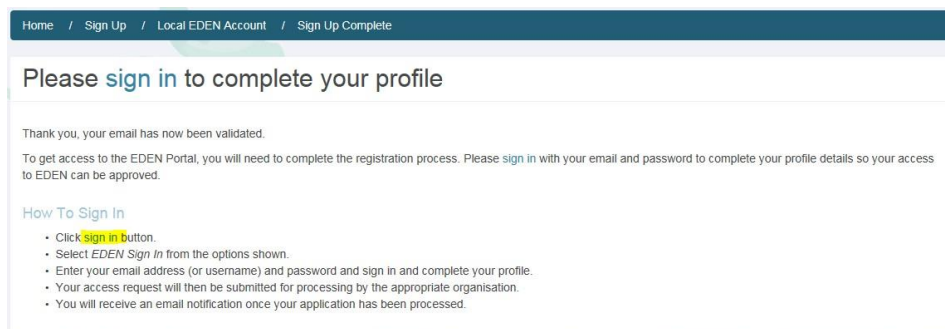 Home / Sign Up / Local EDEN Account / Sign Up Complete
Please sign in to complete your profile
Thank you, your email has now been validated.
To get access to the EDEN Portal, you will need to complete the registration process. Please sign in with your email and password to complete your profile details so your access
to EDEN can be approved.
How To Sign In
• Click sign in button.
• Select EDEN Sign In from the options shown.
• Enter your email address (or username) and password and sign in and complete your profile.
• Your access request will then be submitted for processing by the appropriate organisation.
• You will receive an email notification once your application has been processed.